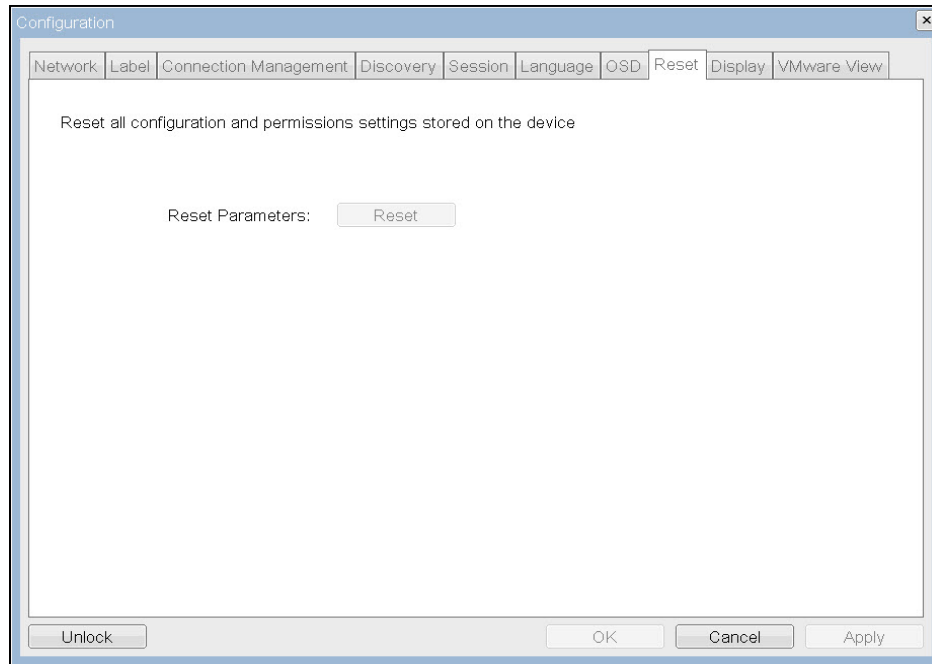 Configuration
Network Label Connection Management Discovery Session Language OSD Reset Display VMware View
Reset all configuration and permissions settings stored on the device
Reset Parameters: Reset
Unlock OK Cancel Apply